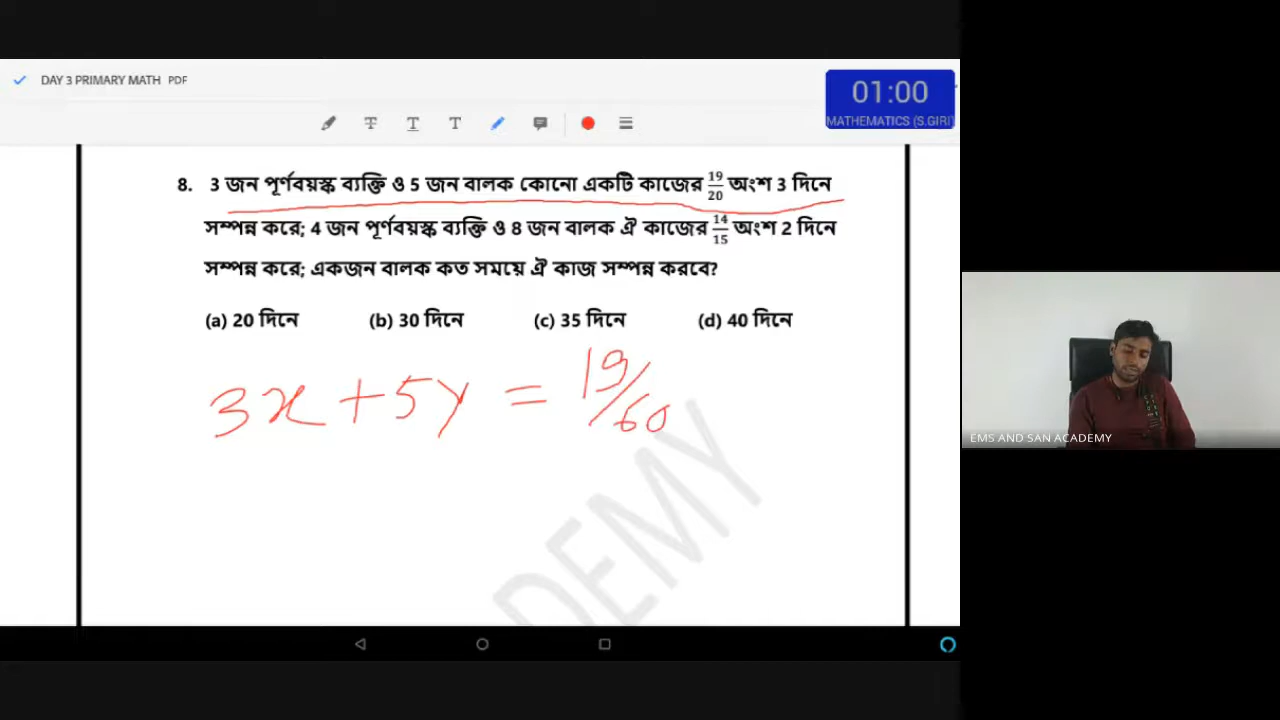 DAY 3 PRIMARY MATH PDF
01:00
MATHEMATICS (S.GIRI)
8. 3 জন পূর্ণবয়স্ক ব্যক্তি ও 5 জন বালক কোনো একটি কাজের 19/20 অংশ 3 দিনে
সম্পন্ন করে; 4 জন পূর্ণবয়স্ক ব্যক্তি ও 8 জন বালক ঐ কাজের 14/15 অংশ 2 দিনে
সম্পন্ন করে; একজন বালক কত সময়ে ঐ কাজ সম্পন্ন করবে?
(a) 20 দিনে (b) 30 দিনে (c) 35 দিনে (d) 40 দিনে
3x + 5y = 19/60
DEMY
EMS AND SAN ACADEMY